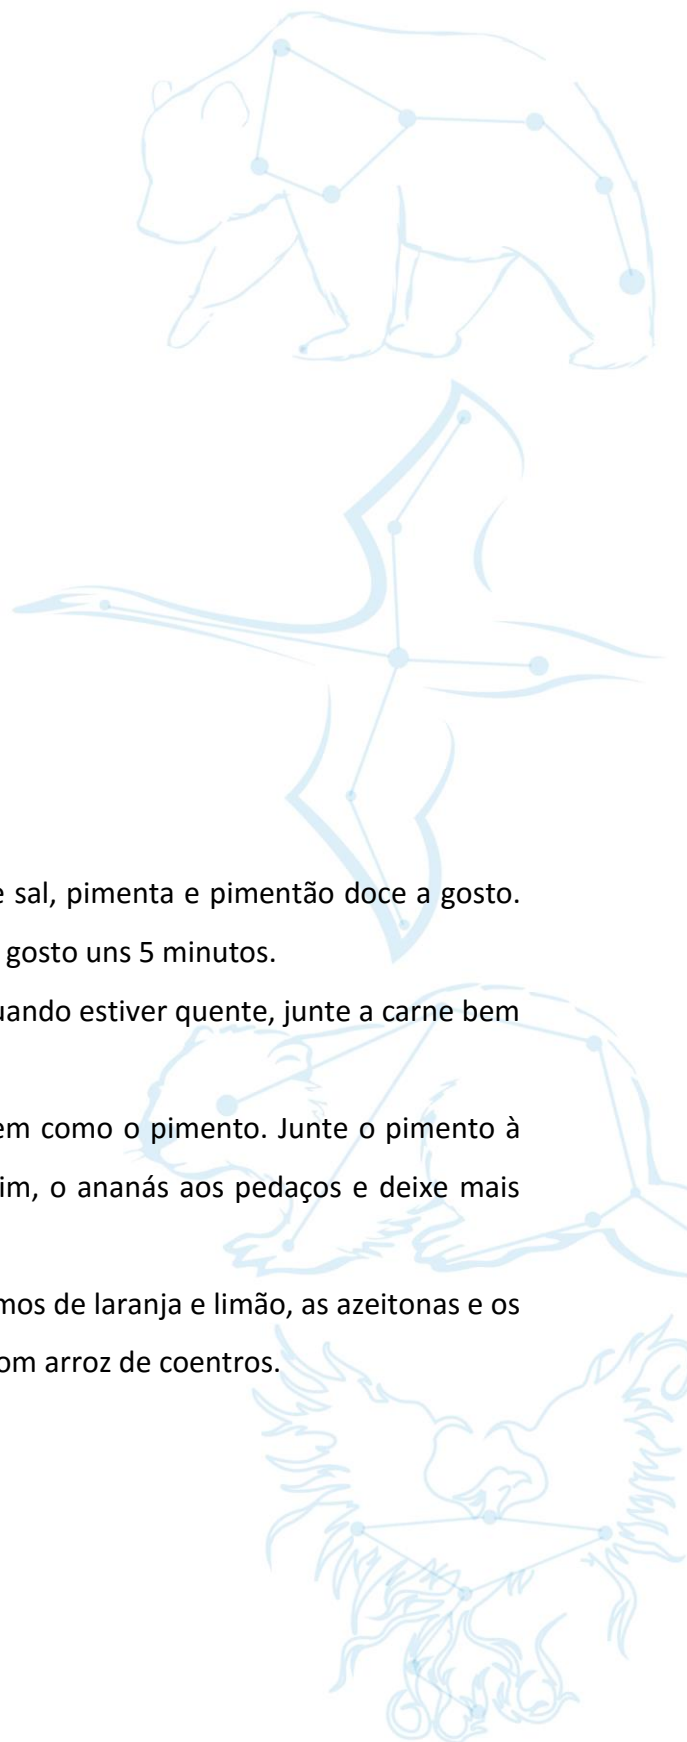 sal, pimenta e pimentão doce a gosto.
gosto uns 5 minutos.
uando estiver quente, junte a carne bem
em como o pimento. Junte o pimento à
im, o ananás aos pedaços e deixe mais
mos de laranja e limão, as azeitonas e os
om arroz de coentros.